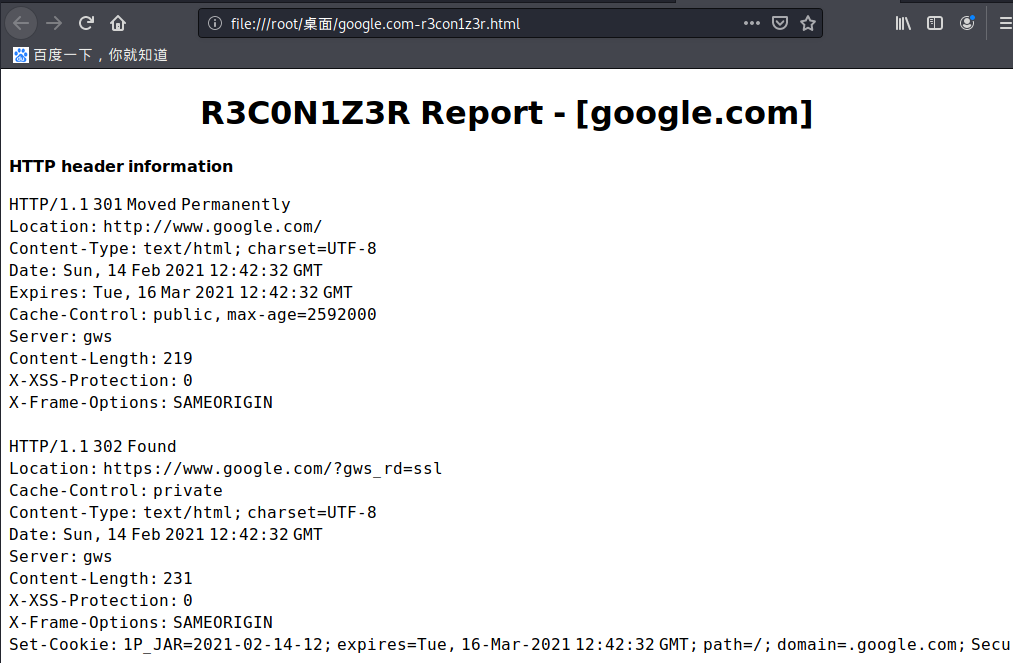 file:///root/桌面/google.com-r3con1z3r.html
百度一下，你就知道
R3C0N1Z3R Report - [google.com]
HTTP header information
HTTP/1.1 301 Moved Permanently
Location: http://www.google.com/
Content-Type: text/html; charset=UTF-8
Date: Sun, 14 Feb 2021 12:42:32 GMT
Expires: Tue, 16 Mar 2021 12:42:32 GMT
Cache-Control: public, max-age=2592000
Server: gws
Content-Length: 219
X-XSS-Protection: 0
X-Frame-Options: SAMEORIGIN
HTTP/1.1 302 Found
Location: https://www.google.com/?gws_rd=ssl
Cache-Control: private
Content-Type: text/html; charset=UTF-8
Date: Sun, 14 Feb 2021 12:42:32 GMT
Server: gws
Content-Length: 231
X-XSS-Protection: 0
X-Frame-Options: SAMEORIGIN
Set-Cookie: 1P_JAR=2021-02-14-12; expires=Tue, 16-Mar-2021 12:42:32 GMT; path=/; domain=.google.com; Secu